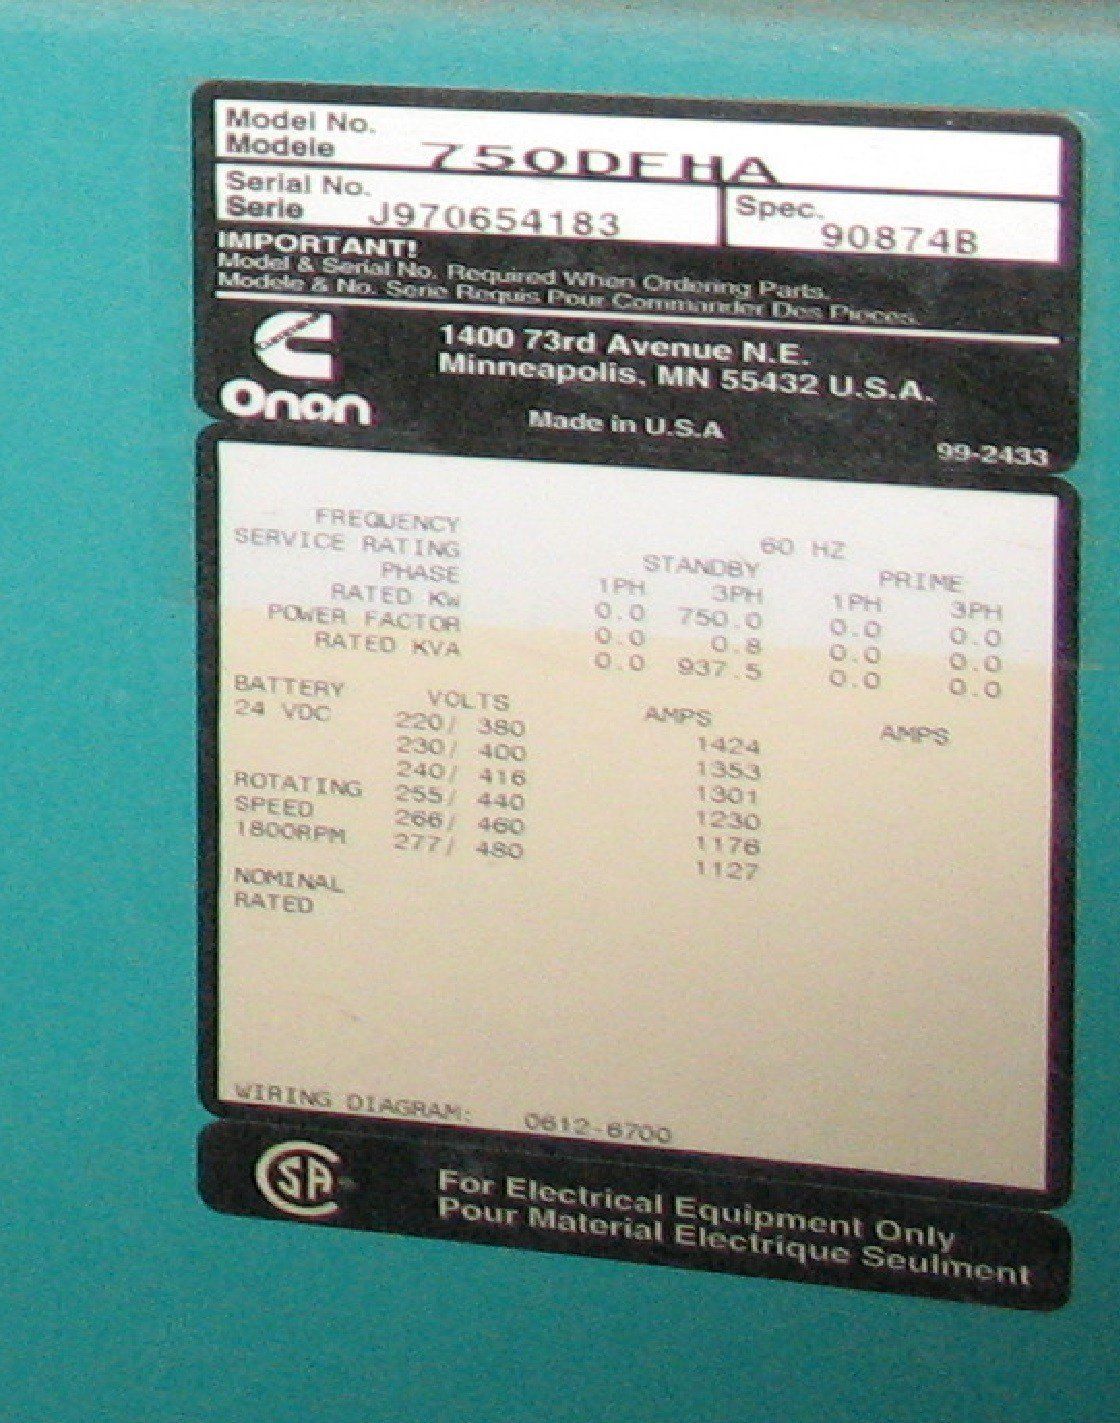 Model No.
Modele 750DFHA
Serial No.
Serie J970654183
Spec. 90874B
IMPORTANT!
Model & Serial No. Required When Ordering Parts.
Modele & No. Serie Requis Pour Commander Des Pieces.
Onan
1400 73rd Avenue N.E.
Minneapolis, MN 55432 U.S.A.
Made in U.S.A
99-2433
FREQUENCY 60 HZ
SERVICE RATING STANDBY PRIME
PHASE 1PH 3PH 1PH 3PH
RATED KW 0.0 750.0 0.0 0.0
POWER FACTOR 0.0 0.8 0.0 0.0
RATED KVA 0.0 937.5 0.0 0.0
BATTERY VOLTS AMPS AMPS
24 VDC 220/ 380 1424
230/ 400 1353
240/ 416 1301
ROTATING 255/ 440 1230
SPEED 266/ 460 1176
1800RPM 277/ 480 1127
NOMINAL
RATED
WIRING DIAGRAM: 0612-6700
CSA
For Electrical Equipment Only
Pour Material Electrique Seulment